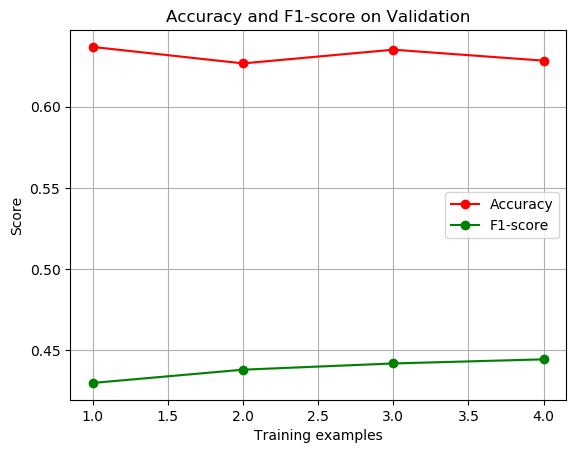 Accuracy and F1-score on Validation
Score
0.60
0.55
0.50
0.45
Accuracy
F1-score
1.0 1.5 2.0 2.5 3.0 3.5 4.0
Training examples